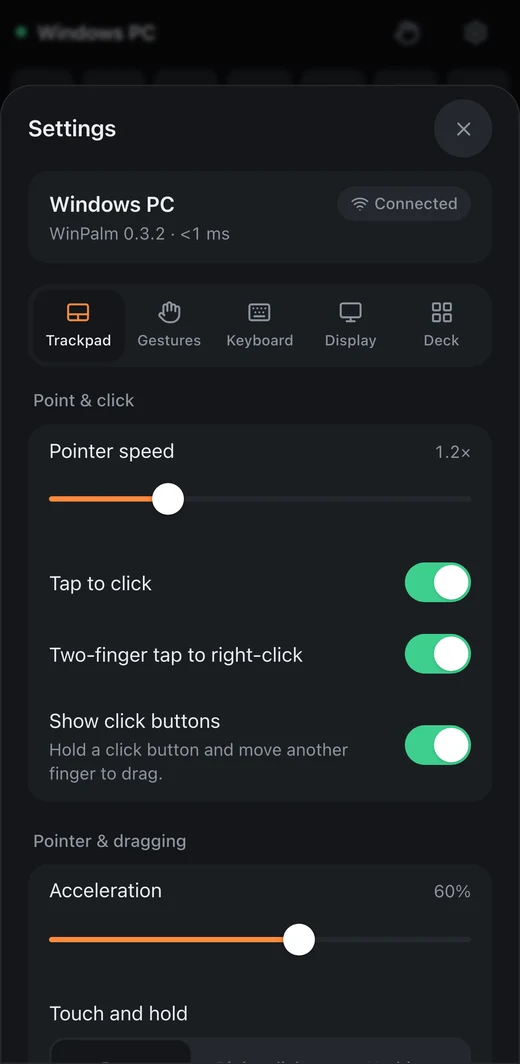 Windows PC
Settings
Windows PC
Connected
WinPalm 0.3.2 · <1 ms
Trackpad
Gestures
Keyboard
Display
Deck
Point & click
Pointer speed
1.2×
Tap to click
Two-finger tap to right-click
Show click buttons
Hold a click button and move another
finger to drag.
Pointer & dragging
Acceleration
60%
Touch and hold